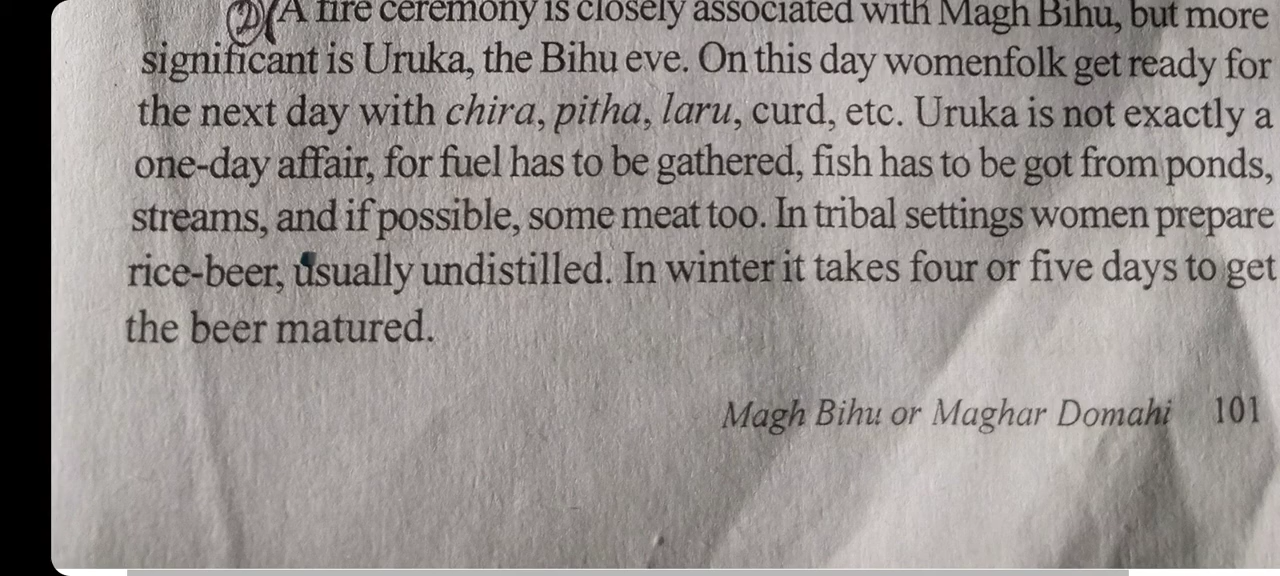 (2) (A fire ceremony is closely associated with Magh Bihu, but more
significant is Uruka, the Bihu eve. On this day womenfolk get ready for
the next day with chira, pitha, laru, curd, etc. Uruka is not exactly a
one-day affair, for fuel has to be gathered, fish has to be got from ponds,
streams, and if possible, some meat too. In tribal settings women prepare
rice-beer, usually undistilled. In winter it takes four or five days to get
the beer matured.
Magh Bihu or Maghar Domahi 101